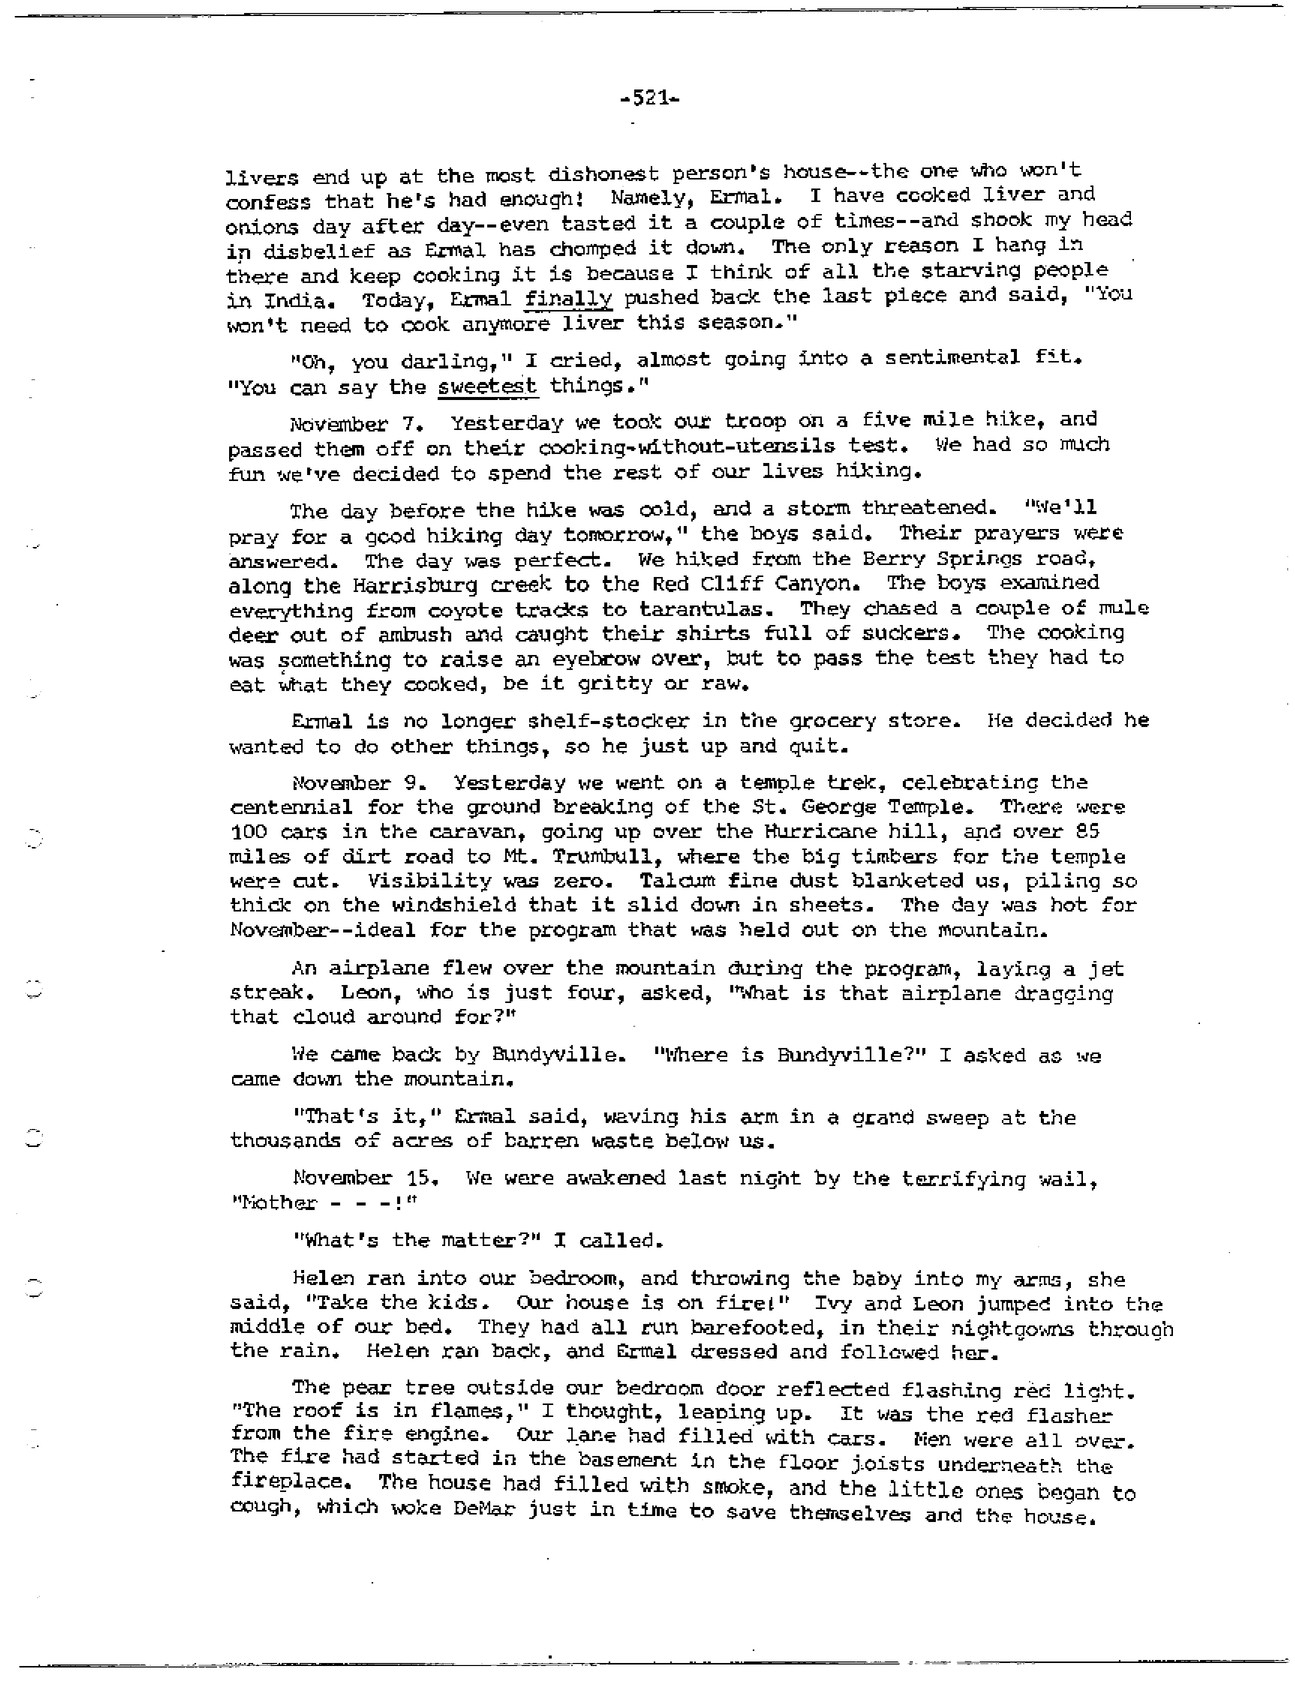 -521-
livers end up at the most dishonest person's house--the one who won't
confess that he's had enough! Namely, Ermal. I have cooked liver and
onions day after day--even tasted it a couple of times--and shook my head
in disbelief as Ermal has chomped it down. The only reason I hang in
there and keep cooking it is because I think of all the starving people
in India. Today, Ermal finally pushed back the last piece and said, "You
won't need to cook anymore liver this season."
"Oh, you darling," I cried, almost going into a sentimental fit.
"You can say the sweetest things."
November 7. Yesterday we took our troop on a five mile hike, and
passed them off on their cooking-without-utensils test. We had so much
fun we've decided to spend the rest of our lives hiking.
The day before the hike was cold, and a storm threatened. "We'll
pray for a good hiking day tomorrow," the boys said. Their prayers were
answered. The day was perfect. We hiked from the Berry Springs road,
along the Harrisburg creek to the Red Cliff Canyon. The boys examined
everything from coyote tracks to tarantulas. They chased a couple of mule
deer out of ambush and caught their shirts full of suckers. The cooking
was something to raise an eyebrow over, but to pass the test they had to
eat what they cooked, be it gritty or raw.
Ermal is no longer shelf-stocker in the grocery store. He decided he
wanted to do other things, so he just up and quit.
November 9. Yesterday we went on a temple trek, celebrating the
centennial for the ground breaking of the St. George Temple. There were
100 cars in the caravan, going up over the Hurricane hill, and over 85
miles of dirt road to Mt. Trumbull, where the big timbers for the temple
were cut. Visibility was zero. Talcum fine dust blanketed us, piling so
thick on the windshield that it slid down in sheets. The day was hot for
November--ideal for the program that was held out on the mountain.
An airplane flew over the mountain during the program, laying a jet
streak. Leon, who is just four, asked, "What is that airplane dragging
that cloud around for?"
We came back by Bundyville. "Where is Bundyville?" I asked as we
came down the mountain.
"That's it," Ermal said, waving his arm in a grand sweep at the
thousands of acres of barren waste below us.
November 15. We were awakened last night by the terrifying wail,
"Mother - - -!"
"What's the matter?" I called.
Helen ran into our bedroom, and throwing the baby into my arms, she
said, "Take the kids. Our house is on fire!" Ivy and Leon jumped into the
middle of our bed. They had all run barefooted, in their nightgowns through
the rain. Helen ran back, and Ermal dressed and followed her.
The pear tree outside our bedroom door reflected flashing red light.
"The roof is in flames," I thought, leaping up. It was the red flasher
from the fire engine. Our lane had filled with cars. Men were all over.
The fire had started in the basement in the floor joists underneath the
fireplace. The house had filled with smoke, and the little ones began to
cough, which woke DeMar just in time to save themselves and the house.